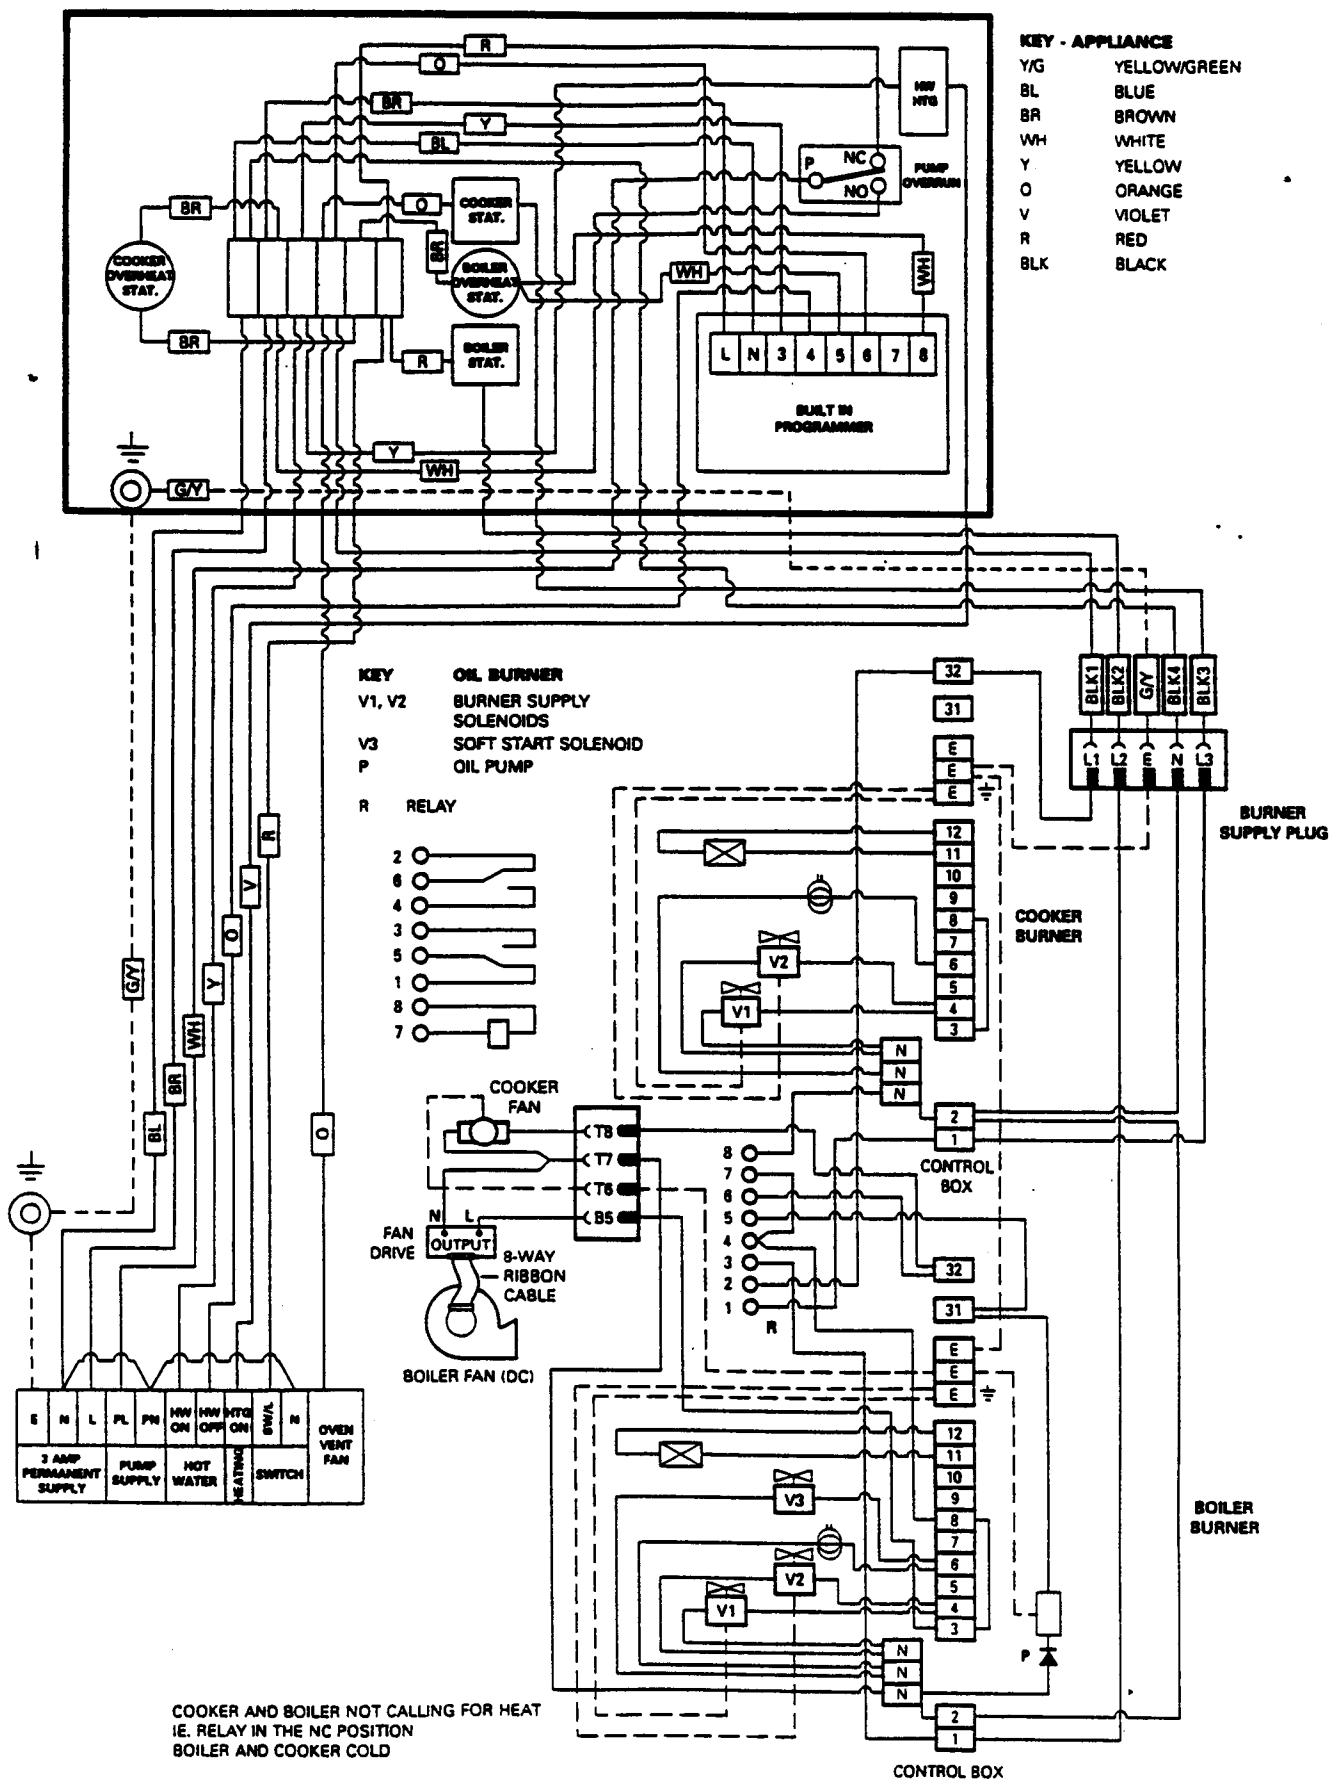 KEY - APPLIANCE
Y/G YELLOW/GREEN
BL BLUE
BR BROWN
WH WHITE
Y YELLOW
O ORANGE
V VIOLET
R RED
BLK BLACK
R
O
BR
Y
BL
HW
HTG
P
NC
NO
PUMP
OVERRUN
BR
COOKER
OVERHEAT
STAT.
BR
O
COOKER
STAT.
BR
BOILER
OVERHEAT
STAT.
R
BOILER
STAT.
WH
WH
L N 3 4 5 6 7 8
BUILT IN
PROGRAMMER
Y
WH
G/Y
KEY OIL BURNER
V1, V2 BURNER SUPPLY
SOLENOIDS
V3 SOFT START SOLENOID
P OIL PUMP
R RELAY
2
6
4
3
5
1
8
7
BLK1
BLK2
G/Y
BLK4
BLK3
L1 L2 E N L3
BURNER
SUPPLY PLUG
32
31
E
E
E
12
11
10
9
8
7
6
5
4
3
V2
V1
N
N
N
2
1
COOKER
BURNER
CONTROL
BOX
R
V
O
Y
WH
BR
BL
G/Y
O
COOKER
FAN
T8
T7
T6
B5
N L
FAN
DRIVE
OUTPUT
8-WAY
RIBBON
CABLE
BOILER FAN (DC)
8
7
6
5
4
3
2
1
R
32
31
E
E
E
12
11
10
9
8
7
6
5
4
3
V3
V2
V1
N
N
N
2
1
P
BOILER
BURNER
CONTROL BOX
E N L PL PN HW ON HW OFF HTG ON SW/L N
OVEN
VENT
FAN
3 AMP
PERMANENT
SUPPLY
PUMP
SUPPLY
HOT
WATER
HEATING
SWITCH
COOKER AND BOILER NOT CALLING FOR HEAT
IE. RELAY IN THE NC POSITION
BOILER AND COOKER COLD